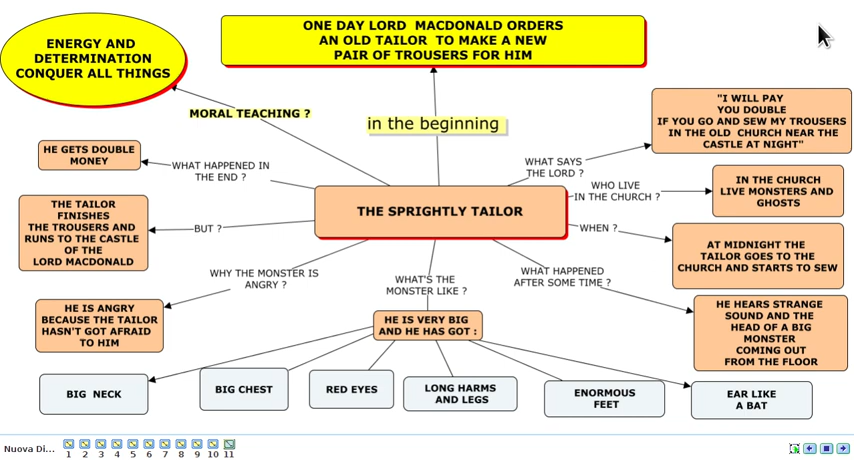 ENERGY AND
DETERMINATION
CONQUER ALL THINGS
ONE DAY LORD MACDONALD ORDERS
AN OLD TAILOR TO MAKE A NEW
PAIR OF TROUSERS FOR HIM
MORAL TEACHING ?
in the beginning
"I WILL PAY
YOU DOUBLE
IF YOU GO AND SEW MY TROUSERS
IN THE OLD CHURCH NEAR THE
CASTLE AT NIGHT"
HE GETS DOUBLE
MONEY
WHAT HAPPENED IN
THE END ?
WHAT SAYS
THE LORD ?
WHO LIVE
IN THE CHURCH ?
IN THE CHURCH
LIVE MONSTERS AND
GHOSTS
THE TAILOR
FINISHES
THE TROUSERS AND
RUNS TO THE CASTLE
OF THE
LORD MACDONALD
BUT ?
THE SPRIGHTLY TAILOR
WHEN ?
AT MIDNIGHT THE
TAILOR GOES TO THE
CHURCH AND STARTS TO SEW
WHY THE MONSTER IS
ANGRY ?
WHAT'S THE
MONSTER LIKE ?
WHAT HAPPENED
AFTER SOME TIME ?
HE IS ANGRY
BECAUSE THE TAILOR
HASN'T GOT AFRAID
TO HIM
HE IS VERY BIG
AND HE HAS GOT :
HE HEARS STRANGE
SOUND AND THE
HEAD OF A BIG
MONSTER
COMING OUT
FROM THE FLOOR
BIG NECK
BIG CHEST
RED EYES
LONG HARMS
AND LEGS
ENORMOUS
FEET
EAR LIKE
A BAT
Nuova Di...
1 2 3 4 5 6 7 8 9 10 11